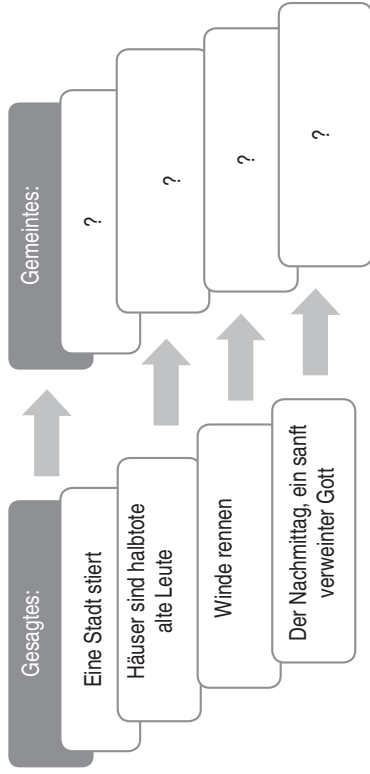 Gesagtes:
Eine Stadt stiert
Häuser sind halbtote
alte Leute
Winde rennen
Der Nachmittag, ein sanft
verweinter Gott
Gemeintes:
?
?
?
?